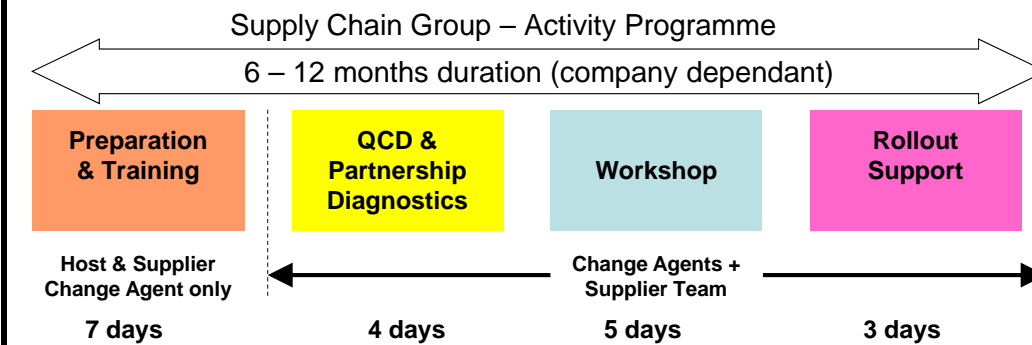 Supply Chain Group – Activity Programme
6 – 12 months duration (company dependant)
Preparation
& Training
QCD &
Partnership
Diagnostics
Workshop
Rollout
Support
Host & Supplier
Change Agent only
Change Agents +
Supplier Team
7 days
4 days
5 days
3 days